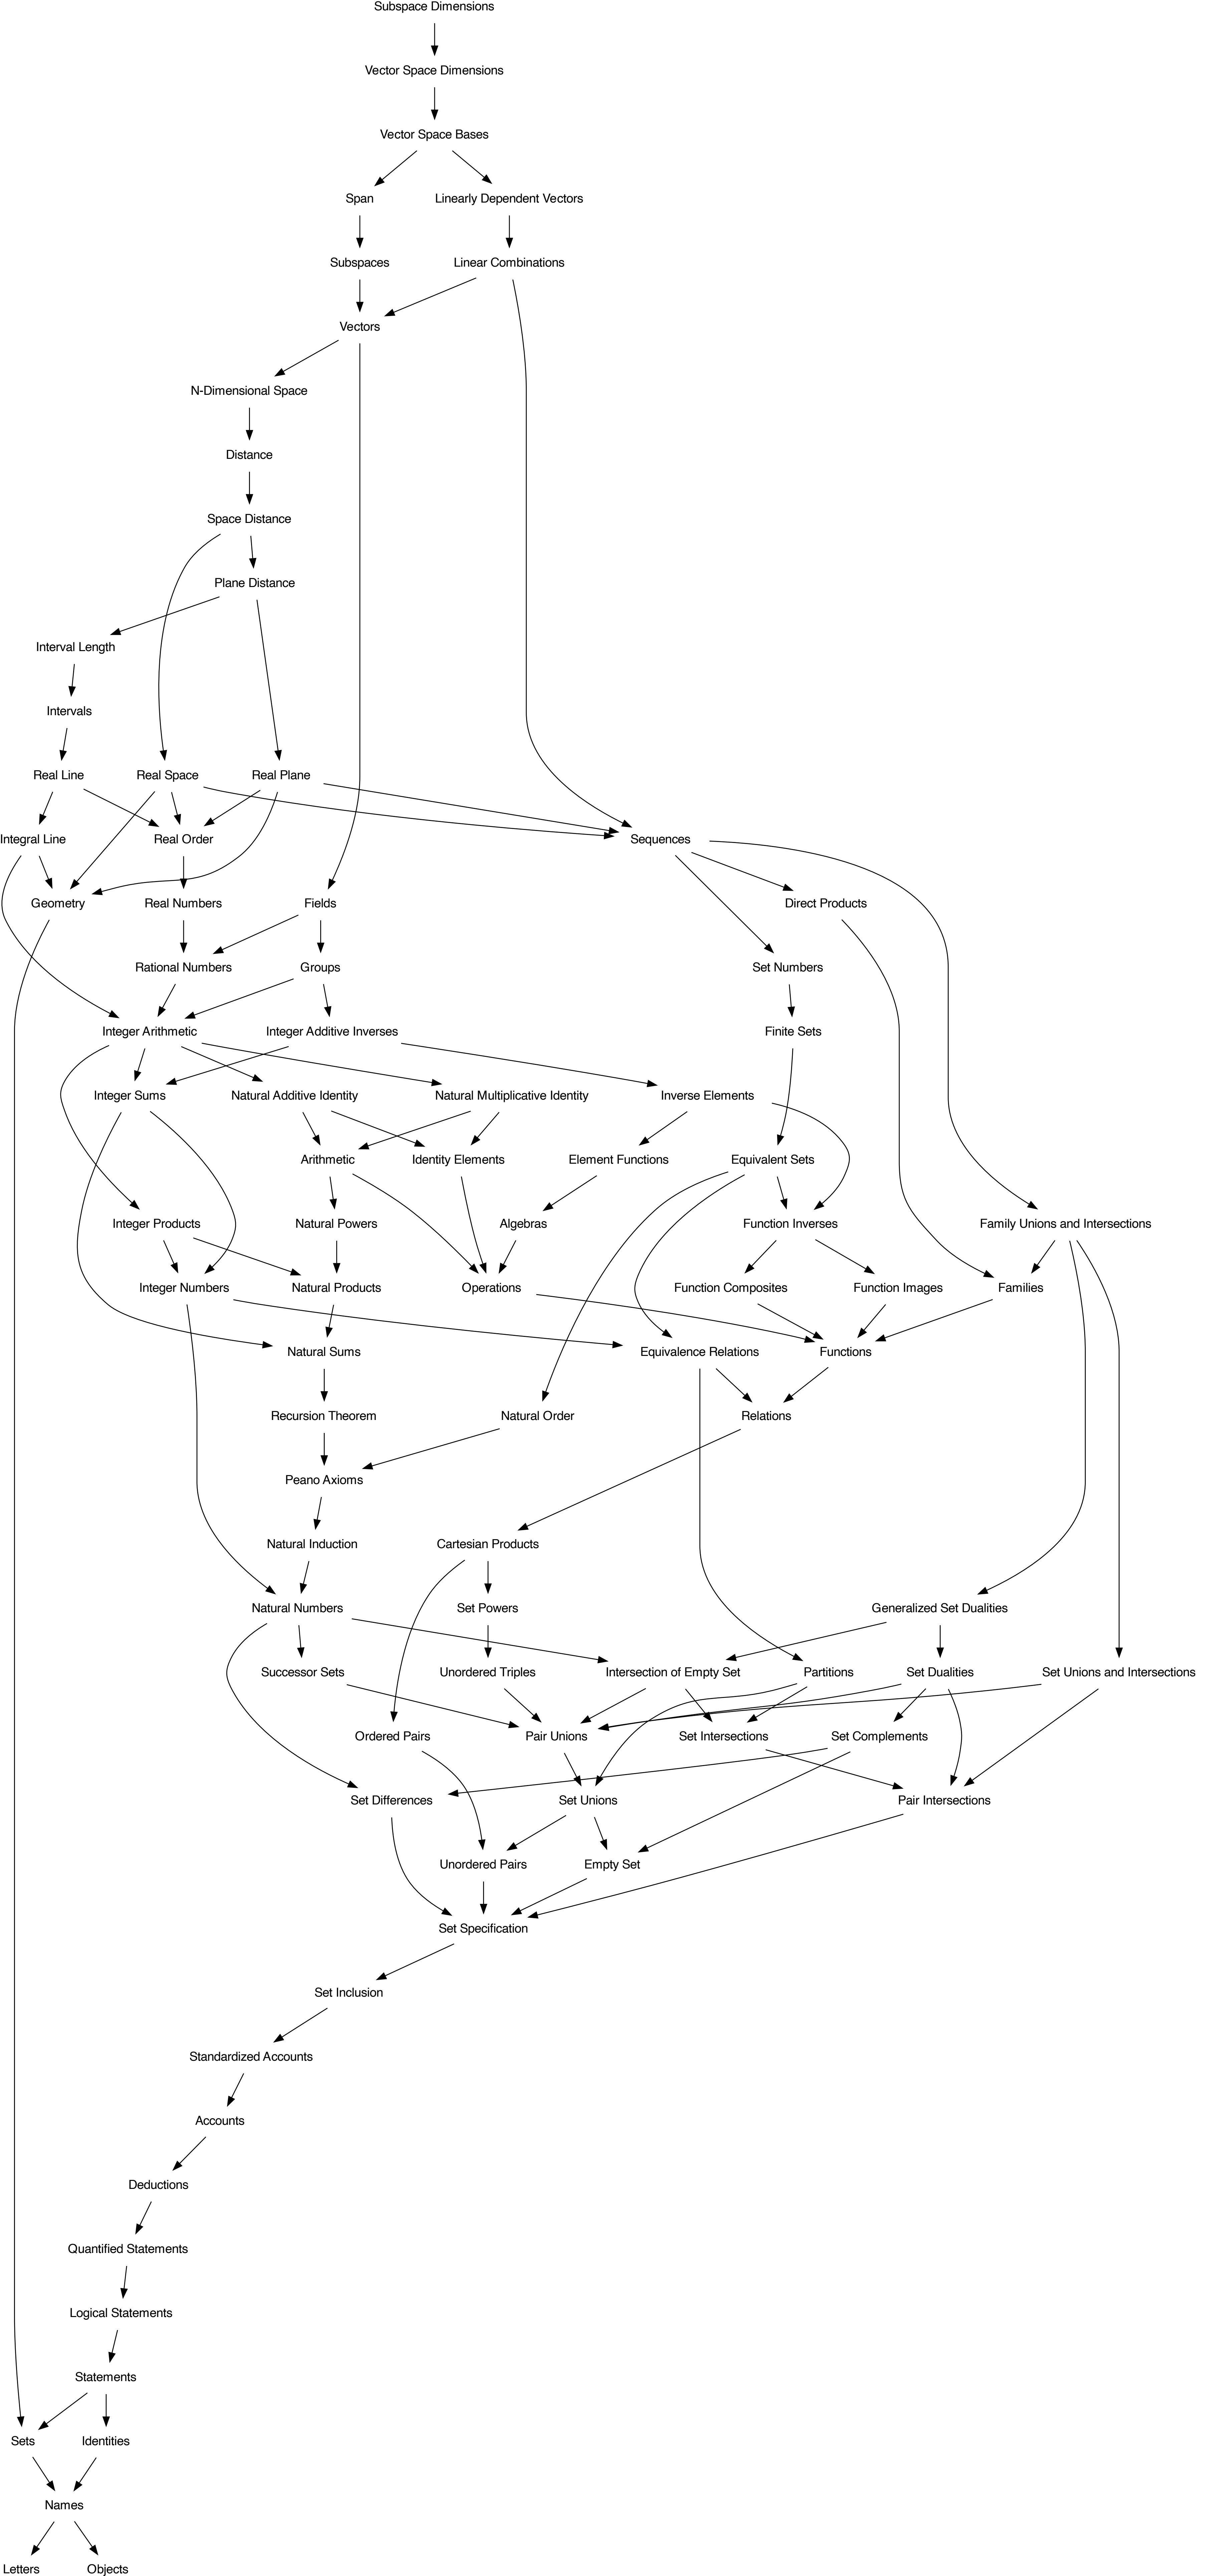 Subspace Dimensions
Vector Space Dimensions
Vector Space Bases
Span
Linearly Dependent Vectors
Subspaces
Linear Combinations
Vectors
N-Dimensional Space
Distance
Space Distance
Plane Distance
Interval Length
Intervals
Real Line
Real Space
Real Plane
Integral Line
Real Order
Sequences
Geometry
Real Numbers
Fields
Direct Products
Rational Numbers
Groups
Set Numbers
Integer Arithmetic
Integer Additive Inverses
Finite Sets
Integer Sums
Natural Additive Identity
Natural Multiplicative Identity
Inverse Elements
Arithmetic
Identity Elements
Element Functions
Equivalent Sets
Integer Products
Natural Powers
Algebras
Function Inverses
Family Unions and Intersections
Integer Numbers
Natural Products
Operations
Function Composites
Function Images
Families
Natural Sums
Equivalence Relations
Functions
Recursion Theorem
Natural Order
Relations
Peano Axioms
Natural Induction
Cartesian Products
Natural Numbers
Set Powers
Generalized Set Dualities
Successor Sets
Unordered Triples
Intersection of Empty Set
Partitions
Set Dualities
Set Unions and Intersections
Ordered Pairs
Pair Unions
Set Intersections
Set Complements
Set Differences
Set Unions
Pair Intersections
Unordered Pairs
Empty Set
Set Specification
Set Inclusion
Standardized Accounts
Accounts
Deductions
Quantified Statements
Logical Statements
Statements
Sets
Identities
Names
Letters
Objects